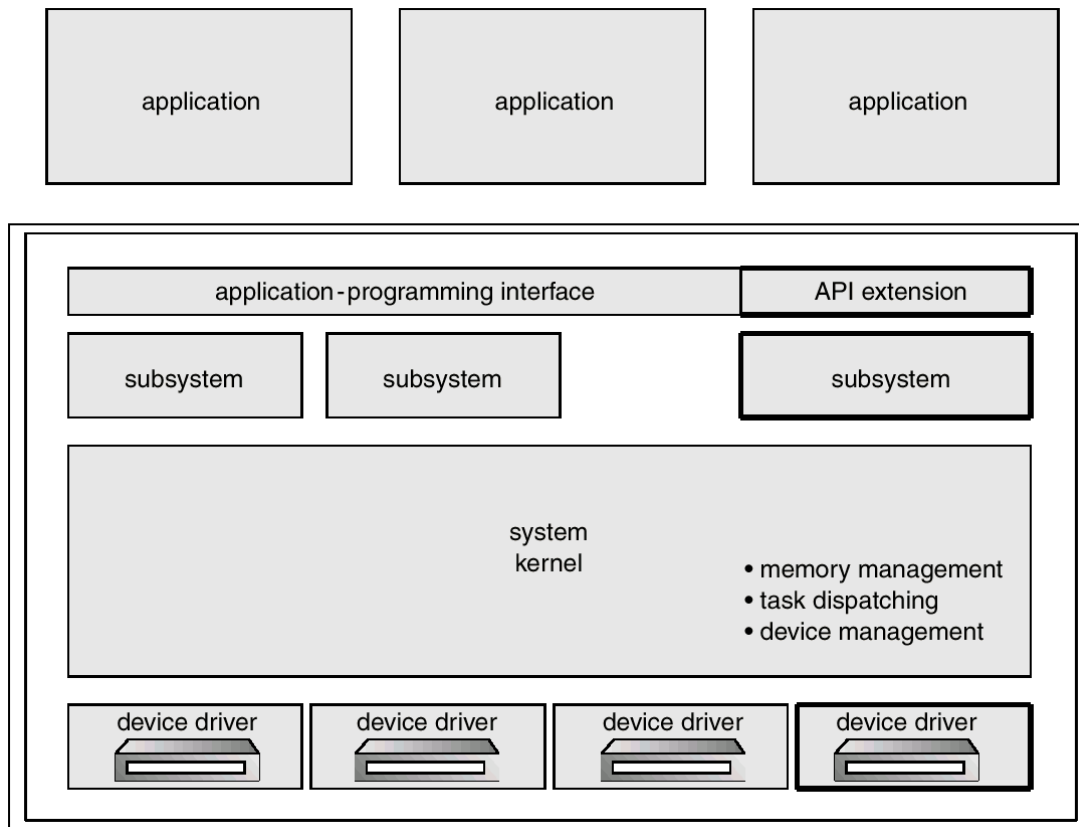 application
application
application
application-programming interface
API extension
subsystem
subsystem
subsystem
system
kernel
• memory management
• task dispatching
• device management
device driver
device driver
device driver
device driver